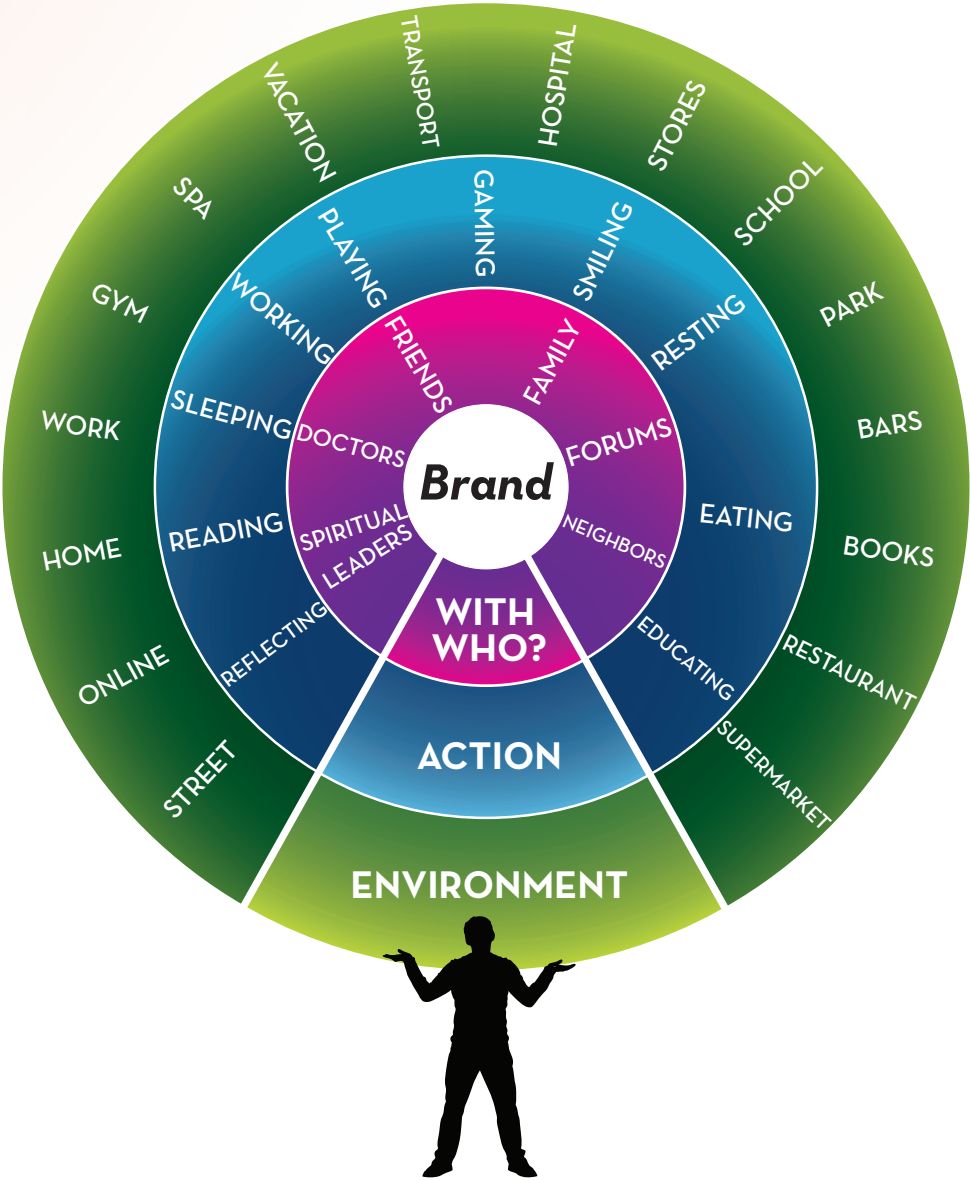 STREET
ONLINE
HOME
WORK
GYM
SPA
VACATION
TRANSPORT
HOSPITAL
STORES
SCHOOL
PARK
BARS
BOOKS
RESTAURANT
SUPERMARKET
REFLECTING
READING
SLEEPING
WORKING
PLAYING
GAMING
SMILING
RESTING
EATING
EDUCATING
SPIRITUAL
LEADERS
DOCTORS
FRIENDS
FAMILY
FORUMS
NEIGHBORS
Brand
WITH
WHO?
ACTION
ENVIRONMENT